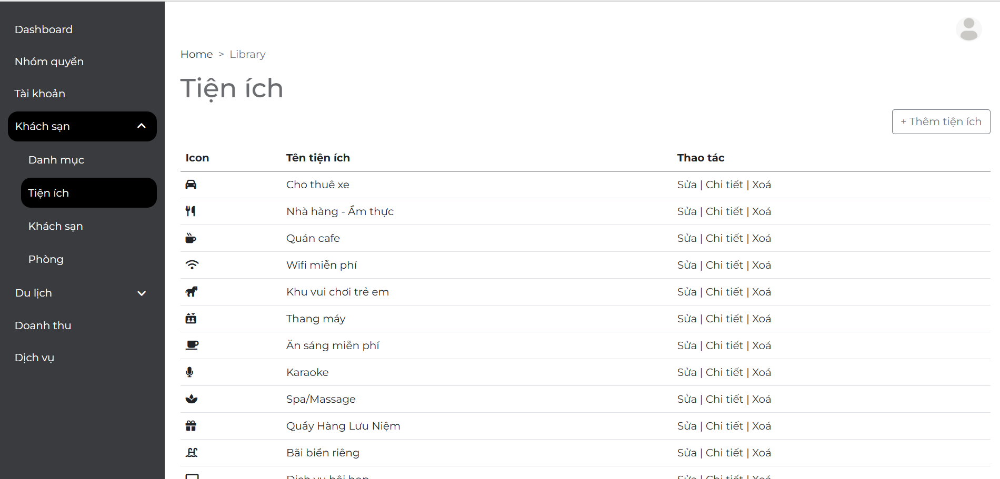 Dashboard
Nhóm quyền
Tài khoản
Khách sạn
Danh mục
Tiện ích
Khách sạn
Phòng
Du lịch
Doanh thu
Dịch vụ
Home > Library
Tiện ích
+ Thêm tiện ích
Icon Tên tiện ích Thao tác
Cho thuê xe Sửa | Chi tiết | Xoá
Nhà hàng - Ẩm thực Sửa | Chi tiết | Xoá
Quán cafe Sửa | Chi tiết | Xoá
Wifi miễn phí Sửa | Chi tiết | Xoá
Khu vui chơi trẻ em Sửa | Chi tiết | Xoá
Thang máy Sửa | Chi tiết | Xoá
Ăn sáng miễn phí Sửa | Chi tiết | Xoá
Karaoke Sửa | Chi tiết | Xoá
Spa/Massage Sửa | Chi tiết | Xoá
Quầy Hàng Lưu Niệm Sửa | Chi tiết | Xoá
Bãi biển riêng Sửa | Chi tiết | Xoá